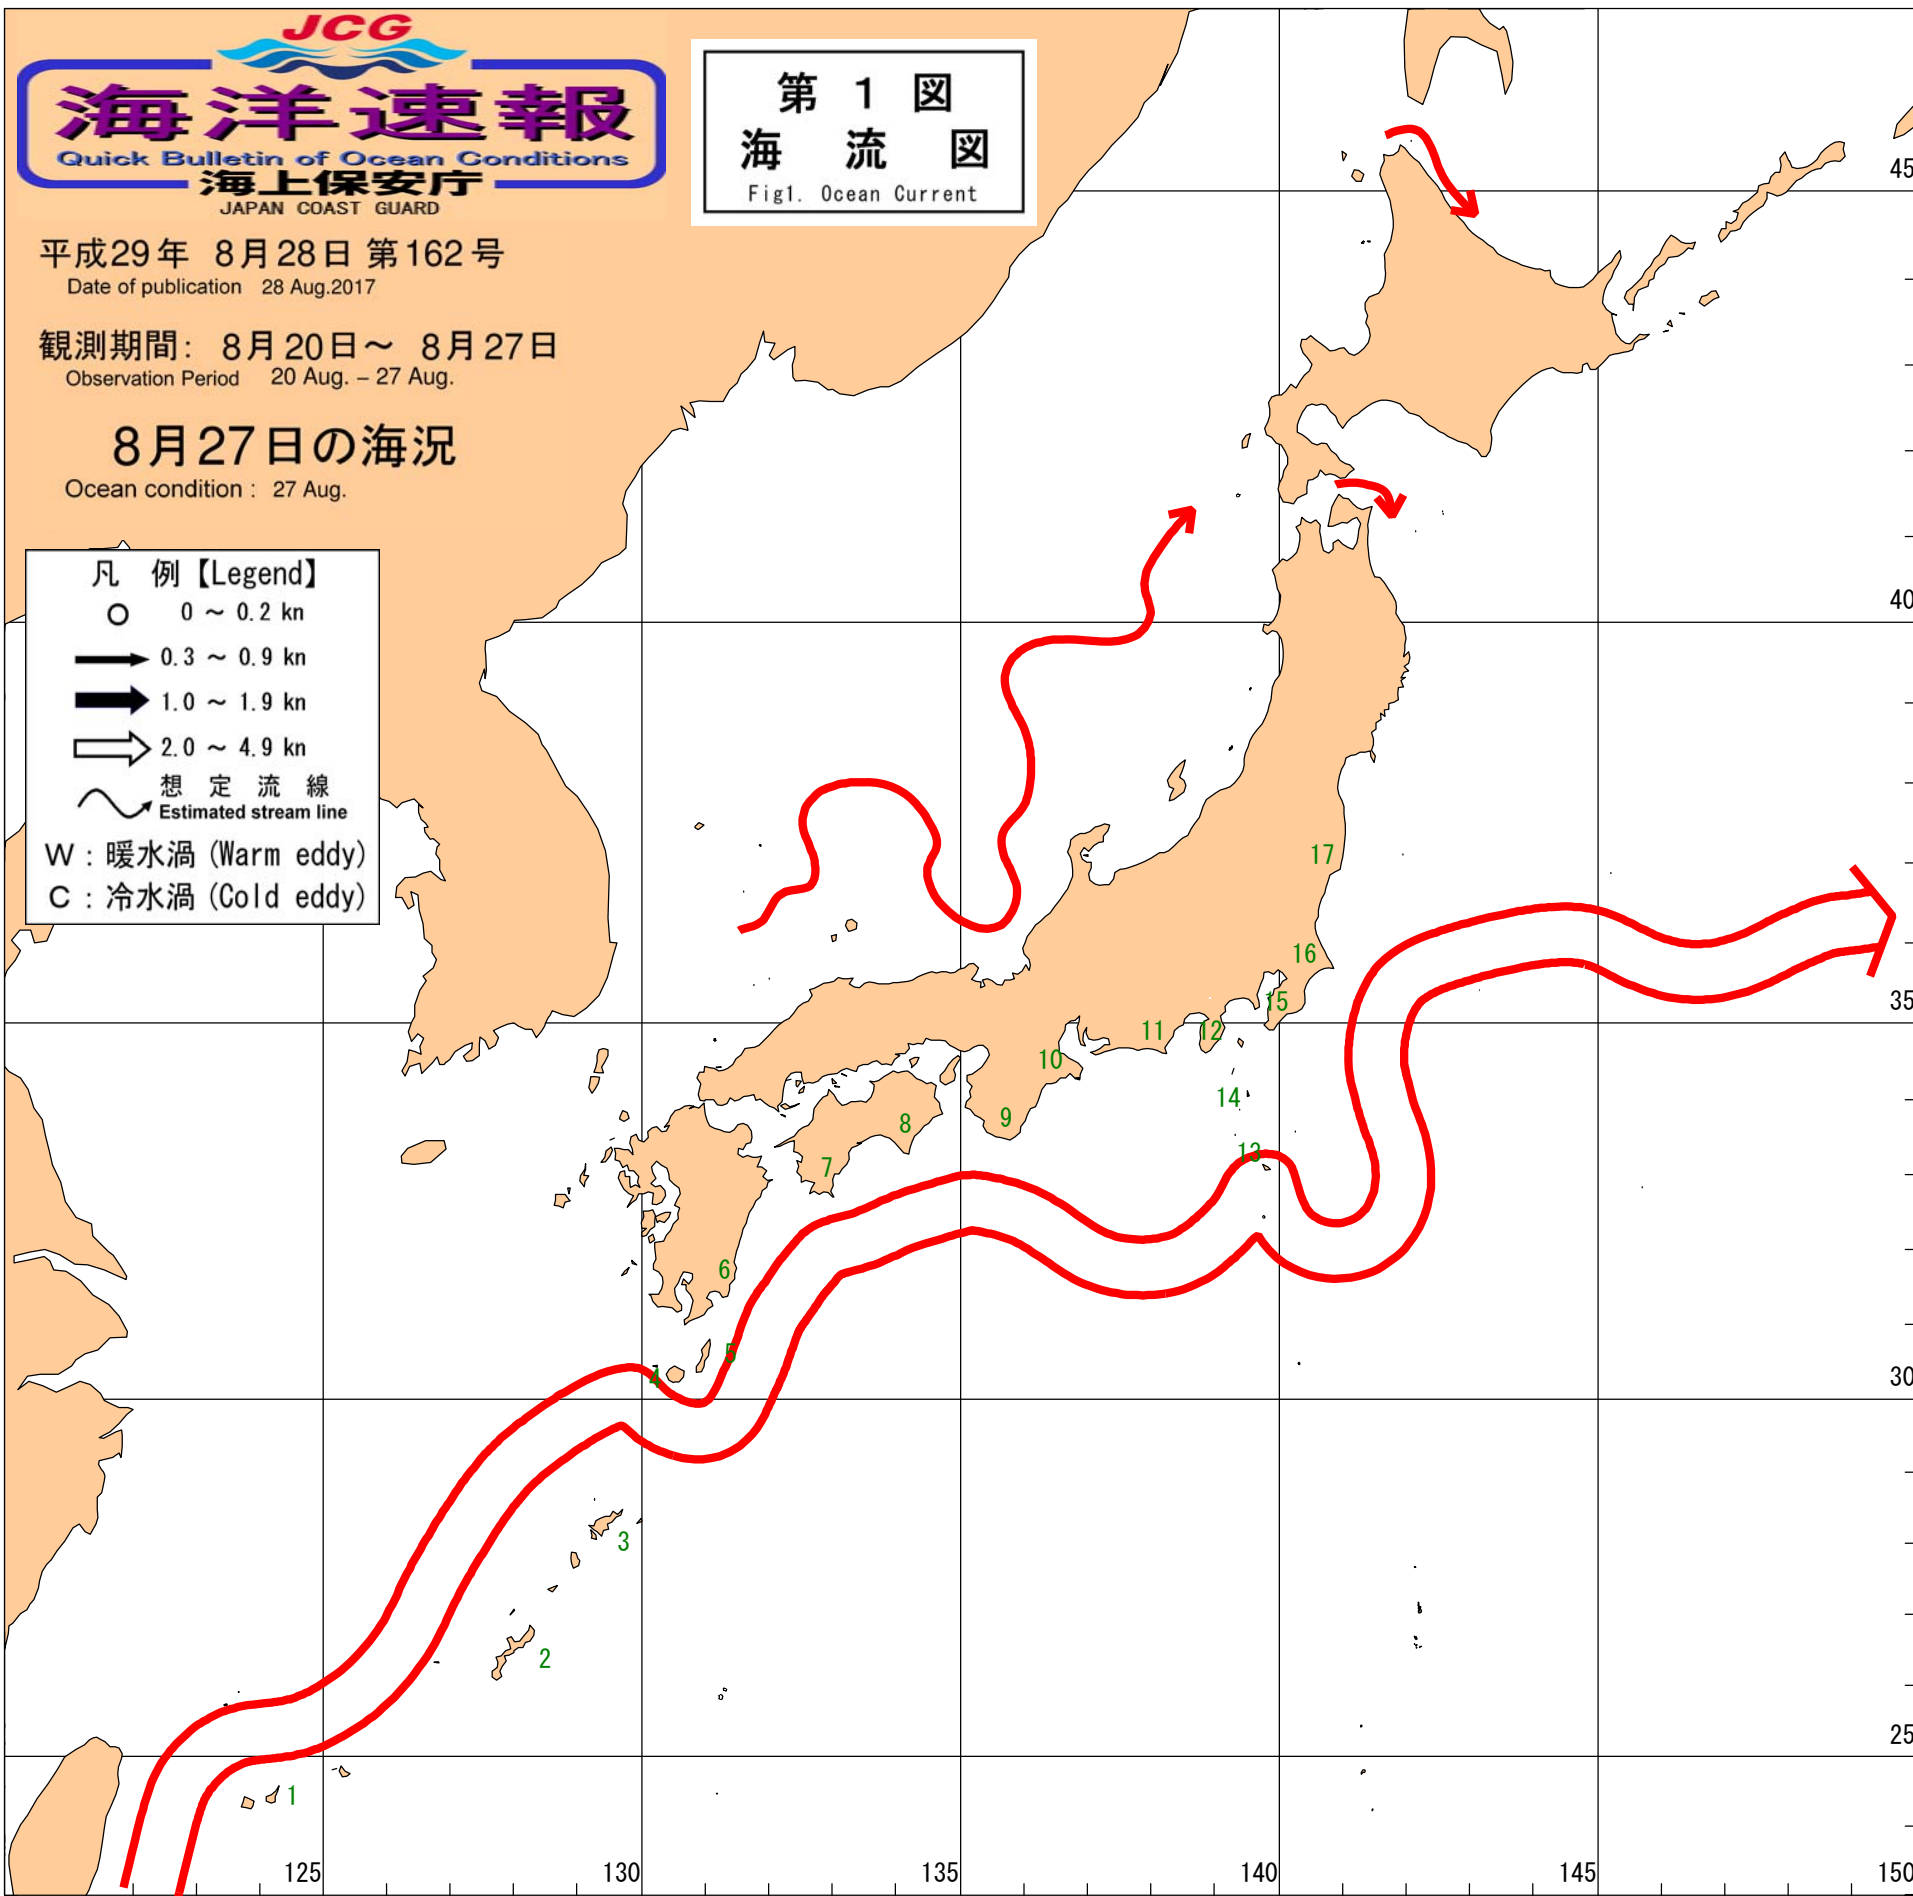 JCG
海洋速報
Quick Bulletin of Ocean Conditions
海上保安庁
JAPAN COAST GUARD
第 1 図
海 流 図
Fig1. Ocean Current
平成29年 8月28日 第162号
Date of publication 28 Aug.2017
観測期間: 8月20日～ 8月27日
Observation Period 20 Aug. – 27 Aug.
8月27日の海況
Ocean condition : 27 Aug.
凡 例【Legend】
0 ～ 0.2 kn
0.3 ～ 0.9 kn
1.0 ～ 1.9 kn
2.0 ～ 4.9 kn
想 定 流 線
Estimated stream line
W : 暖水渦 (Warm eddy)
C : 冷水渦 (Cold eddy)
45
40
17
16
35
15
12
11
10
14
9
8
13
7
6
5
4
30
3
2
25
1
125
130
135
140
145
150